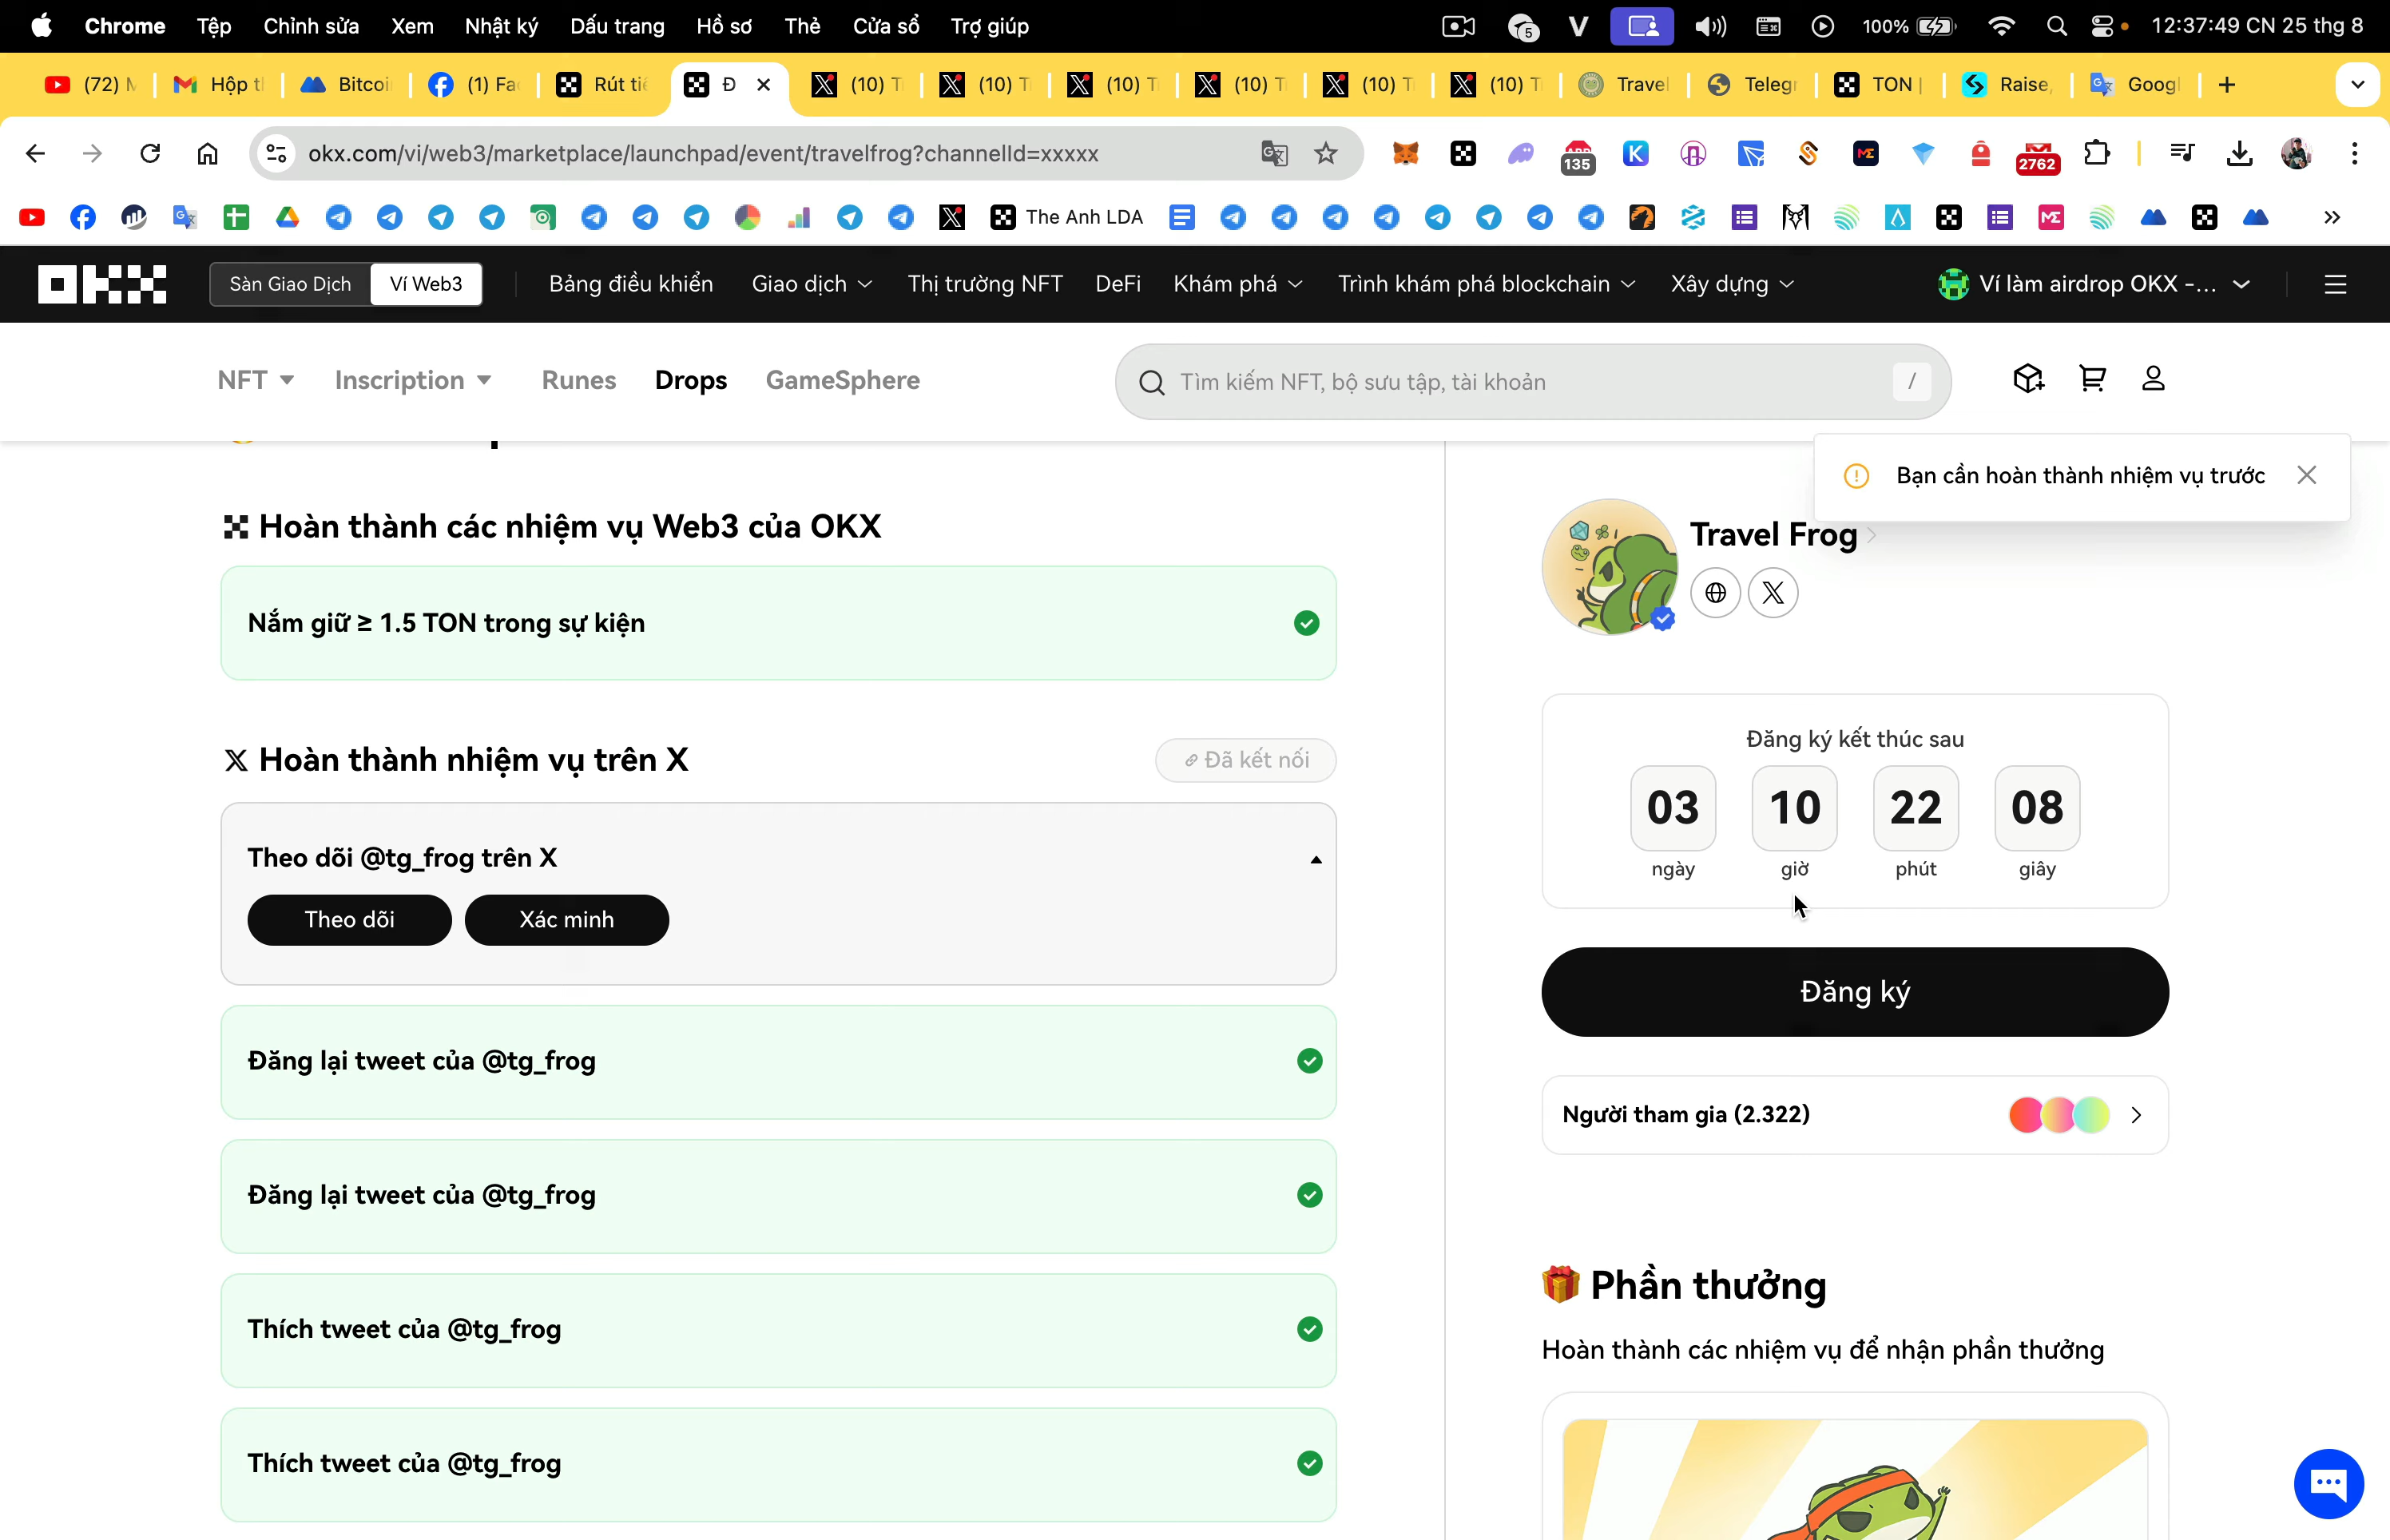 Chrome Tệp Chỉnh sửa Xem Nhật ký Dấu trang Hồ sơ Thẻ Cửa sổ Trợ giúp 5 V 100% 12:37:49 CN 25 thg 8
(72) Hộp Bitcoi (1) Fa Rút Đ (10) (10) (10) (10) (10) (10) Travel Teleg TON Raise, Googl
okx.com/vi/web3/marketplace/launchpad/event/travelfrog?channelId=xxxxx 135 2762
The Anh LDA
OKX Sàn Giao Dịch Ví Web3 Bảng điều khiển Giao dịch Thị trường NFT DeFi Khám phá Trình khám phá blockchain Xây dựng Ví làm airdrop OKX -...
NFT Inscription Runes Drops GameSphere Tìm kiếm NFT, bộ sưu tập, tài khoản /
Bạn cần hoàn thành nhiệm vụ trước
Hoàn thành các nhiệm vụ Web3 của OKX
Nắm giữ ≥ 1.5 TON trong sự kiện
X Hoàn thành nhiệm vụ trên X
Đã kết nối
Theo dõi @tg_frog trên X
Theo dõi Xác minh
Đăng lại tweet của @tg_frog
Đăng lại tweet của @tg_frog
Thích tweet của @tg_frog
Thích tweet của @tg_frog
Travel Frog
Đăng ký kết thúc sau
03 10 22 08
ngày giờ phút giây
Đăng ký
Người tham gia (2.322)
Phần thưởng
Hoàn thành các nhiệm vụ để nhận phần thưởng